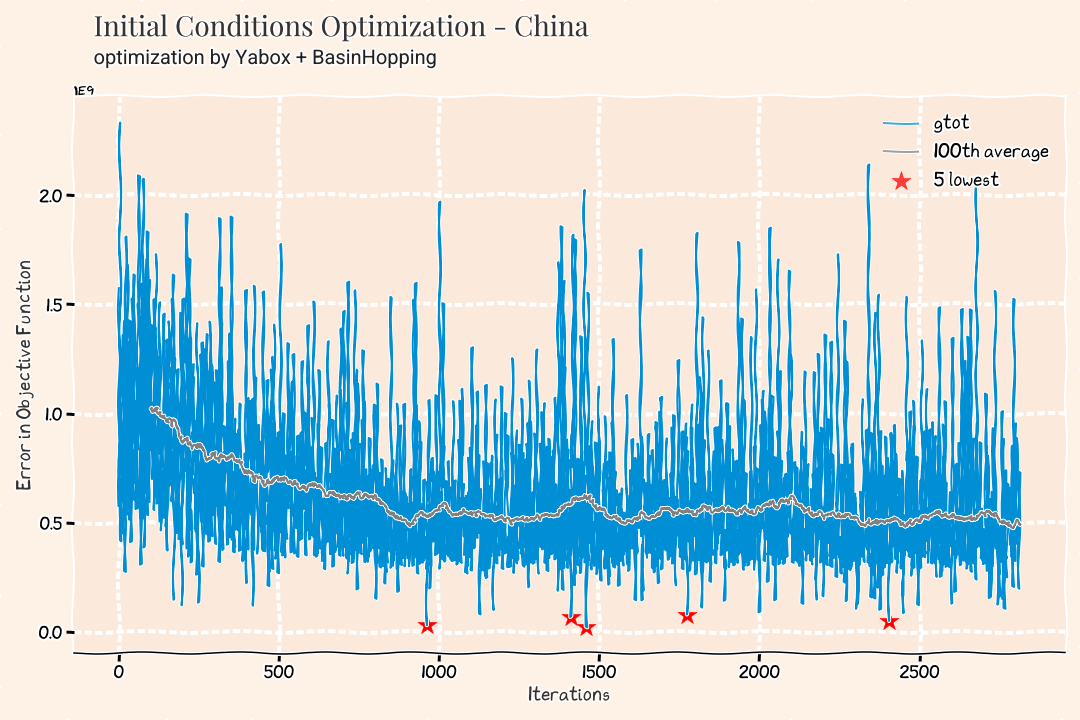 Initial Conditions Optimization - China
optimization by Yabox + BasinHopping
1E9
gtot
100th average
5 lowest
2.0
1.5
1.0
0.5
0.0
Error in Objective Function
0 500 1000 1500 2000 2500
Iterations